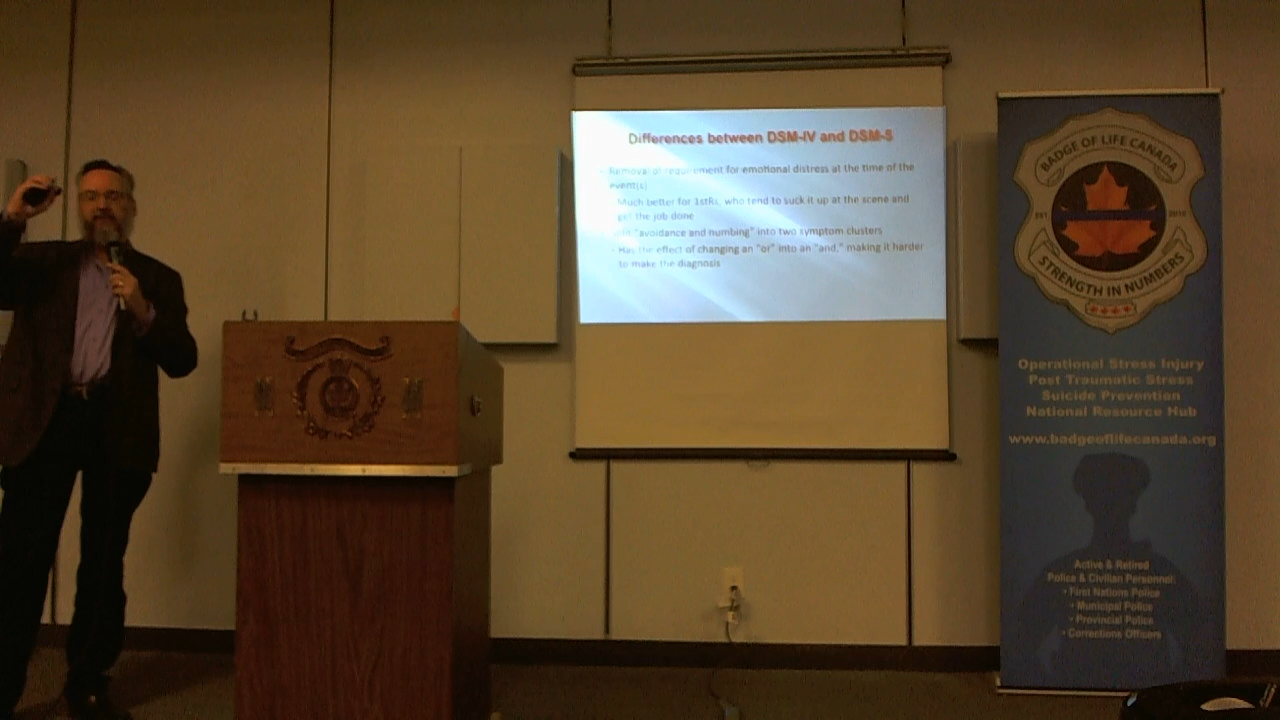 Differences between DSM-IV and DSM-5
Removal of requirement for emotional distress at the time of the
event(s)
Much better for 1stRs, who tend to suck it up at the scene and
get the job done
"avoidance and numbing" into two symptom clusters
Has the effect of changing an "or" into an "and," making it harder
to make the diagnosis
BADGE OF LIFE CANADA
EST 2010
STRENGTH IN NUMBERS
Operational Stress Injury
Post Traumatic Stress
Suicide Prevention
National Resource Hub
www.badgeoflifecanada.org
Active & Retired
Police & Civilian Personnel:
• First Nations Police
• Municipal Police
• Provincial Police
• Corrections Officers